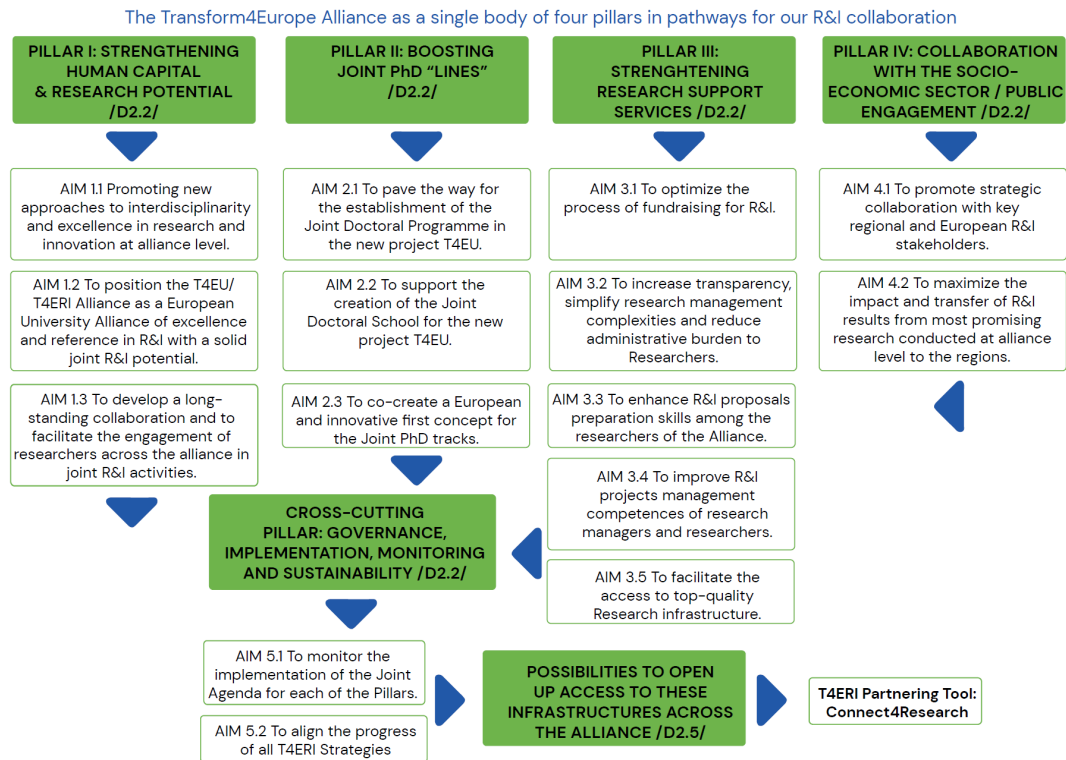 The Transform4Europe Alliance as a single body of four pillars in pathways for our R&I collaboration
PILLAR I: STRENGTHENING
HUMAN CAPITAL
& RESEARCH POTENTIAL
/D2.2/
AIM 1.1 Promoting new
approaches to interdisciplinarity
and excellence in research and
innovation at alliance level.
AIM 1.2 To position the T4EU/
T4ERI Alliance as a European
University Alliance of excellence
and reference in R&I with a solid
joint R&I potential.
AIM 1.3 To develop a long-
standing collaboration and to
facilitate the engagement of
researchers across the alliance in
joint R&I activities.
PILLAR II: BOOSTING
JOINT PhD “LINES”
/D2.2/
AIM 2.1 To pave the way for
the establishment of the
Joint Doctoral Programme in
the new project T4EU.
AIM 2.2 To support the
creation of the Joint
Doctoral School for the new
project T4EU.
AIM 2.3 To co-create a European
and innovative first concept for
the Joint PhD tracks.
PILLAR III:
STRENGHTENING
RESEARCH SUPPORT
SERVICES /D2.2/
AIM 3.1 To optimize the
process of fundraising for R&I.
AIM 3.2 To increase transparency,
simplify research management
complexities and reduce
administrative burden to
Researchers.
AIM 3.3 To enhance R&I proposals
preparation skills among the
researchers of the Alliance.
AIM 3.4 To improve R&I
projects management
competences of research
managers and researchers.
AIM 3.5 To facilitate the
access to top-quality
Research infrastructure.
PILLAR IV: COLLABORATION
WITH THE SOCIO-
ECONOMIC SECTOR / PUBLIC
ENGAGEMENT /D2.2/
AIM 4.1 To promote strategic
collaboration with key
regional and European R&I
stakeholders.
AIM 4.2 To maximize the
impact and transfer of R&I
results from most promising
research conducted at alliance
level to the regions.
CROSS-CUTTING
PILLAR: GOVERNANCE,
IMPLEMENTATION, MONITORING
AND SUSTAINABILITY /D2.2/
AIM 5.1 To monitor the
implementation of the Joint
Agenda for each of the Pillars.
AIM 5.2 To align the progress
of all T4ERI Strategies
POSSIBILITIES TO OPEN
UP ACCESS TO THESE
INFRASTRUCTURES ACROSS
THE ALLIANCE /D2.5/
T4ERI Partnering Tool:
Connect4Research